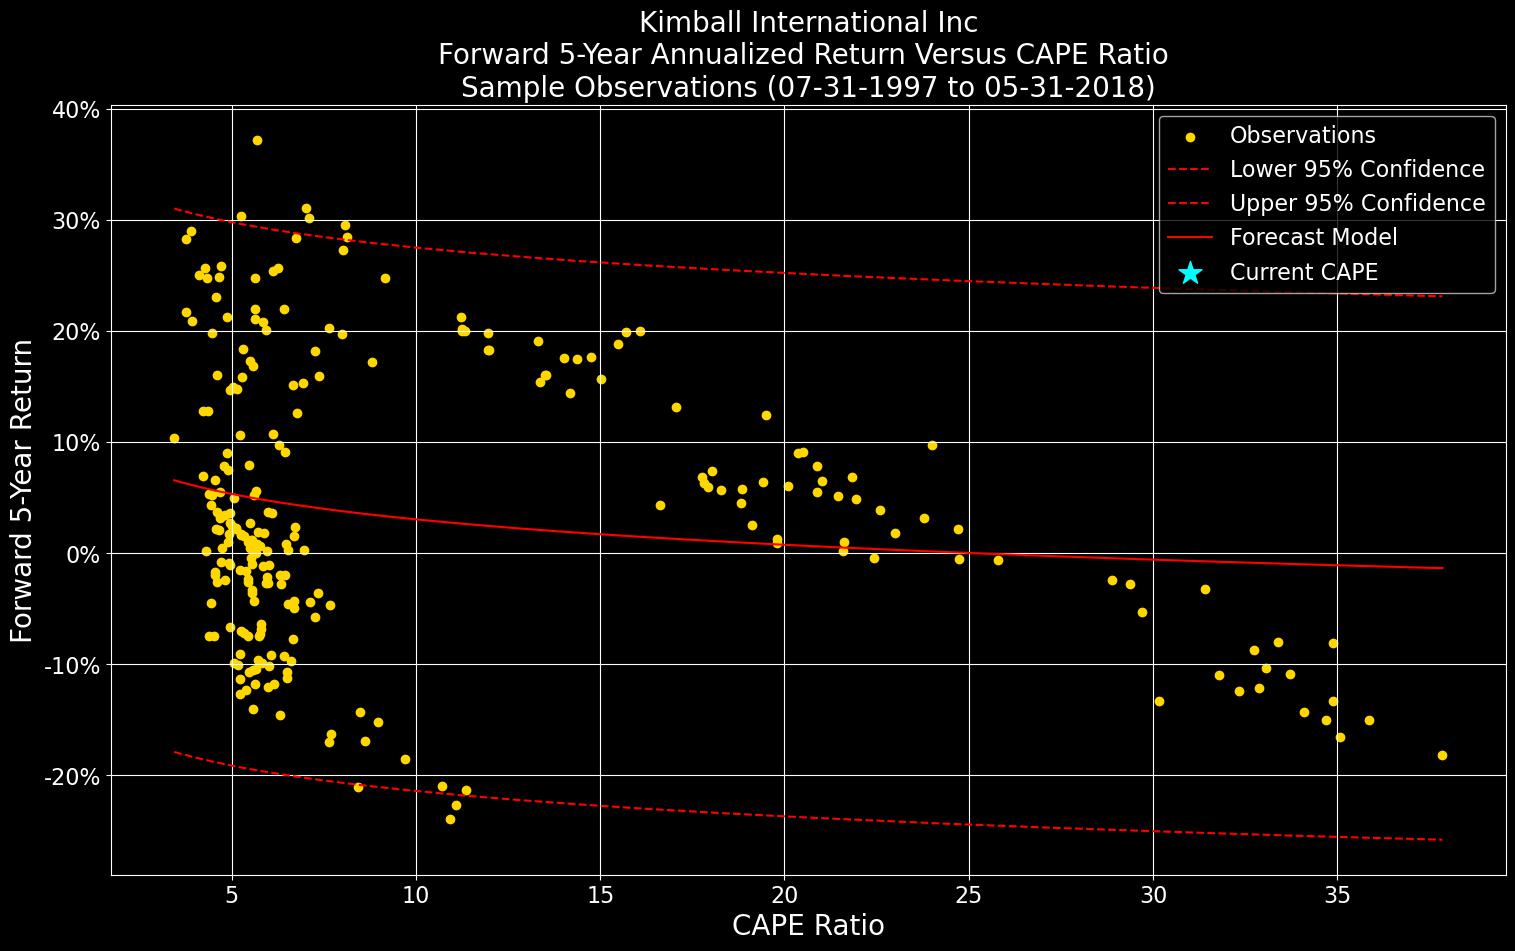 Kimball International Inc
Forward 5-Year Annualized Return Versus CAPE Ratio
Sample Observations (07-31-1997 to 05-31-2018)
Forward 5-Year Return
40%
30%
20%
10%
0%
-10%
-20%
Observations
Lower 95% Confidence
Upper 95% Confidence
Forecast Model
Current CAPE
5 10 15 20 25 30 35
CAPE Ratio